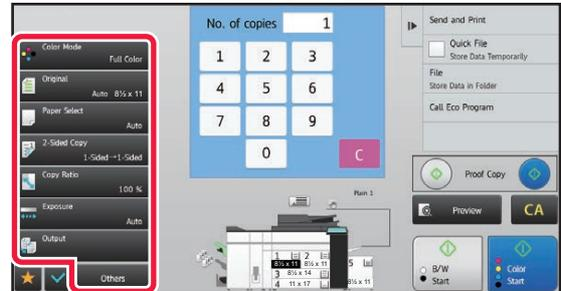 Color Mode
Full Color
Original
Auto 8½ x 11
Paper Select
Auto
2-Sided Copy
1-Sided→1-Sided
Copy Ratio
100 %
Exposure
Auto
Output
Others
No. of copies 1
1 2 3
4 5 6
7 8 9
0 C
Plain 1
1 2
8½ x 11 8½ x 11
3 8½ x 14
4 11 x 17
5
8½ x 11
Send and Print
Quick File
Store Data Temporarily
File
Store Data in Folder
Call Eco Program
Proof Copy
Preview CA
B/W
Start
Color
Start